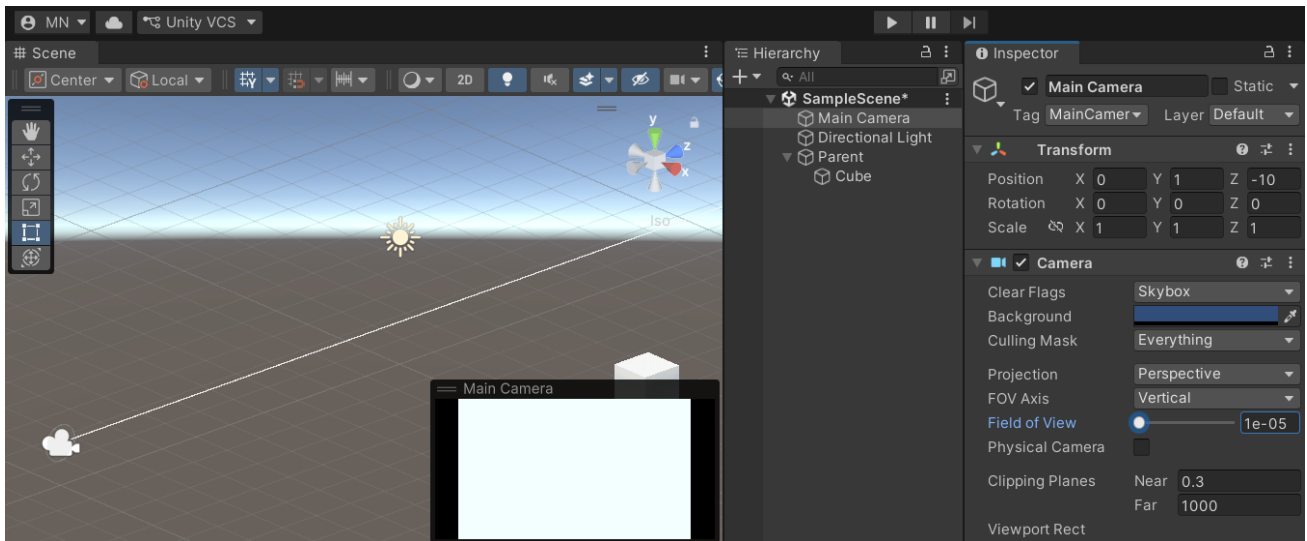 MN
Unity VCS
# Scene
Center
Local
2D
y
z
x
Iso
Main Camera
Hierarchy
All
SampleScene*
Main Camera
Directional Light
Parent
Cube
Inspector
Main Camera
Static
Tag MainCamer Layer Default
Transform
Position X 0 Y 1 Z -10
Rotation X 0 Y 0 Z 0
Scale X 1 Y 1 Z 1
Camera
Clear Flags Skybox
Background
Culling Mask Everything
Projection Perspective
FOV Axis Vertical
Field of View 1e-05
Physical Camera
Clipping Planes Near 0.3
Far 1000
Viewport Rect